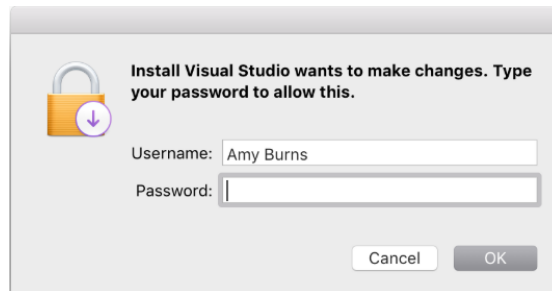 Install Visual Studio wants to make changes. Type
your password to allow this.
Username: Amy Burns
Password:
Cancel OK